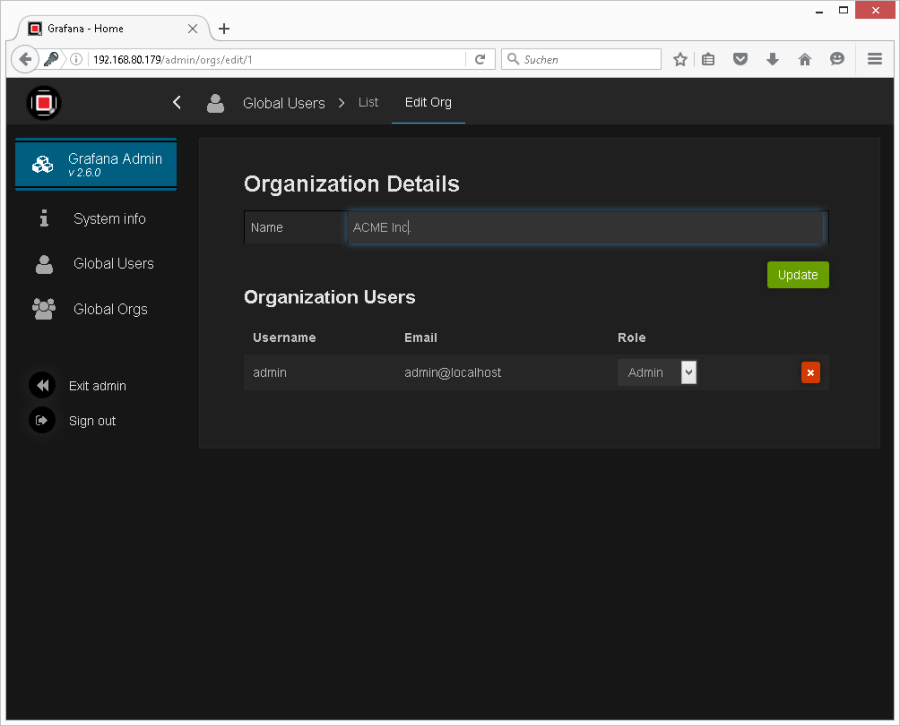 Grafana - Home
192.168.80.179/admin/orgs/edit/1
Suchen
Global Users
List
Edit Org
Grafana Admin
v 2.6.0
System info
Global Users
Global Orgs
Exit admin
Sign out
Organization Details
Name
ACME Inc.
Update
Organization Users
Username Email Role
admin admin@localhost Admin